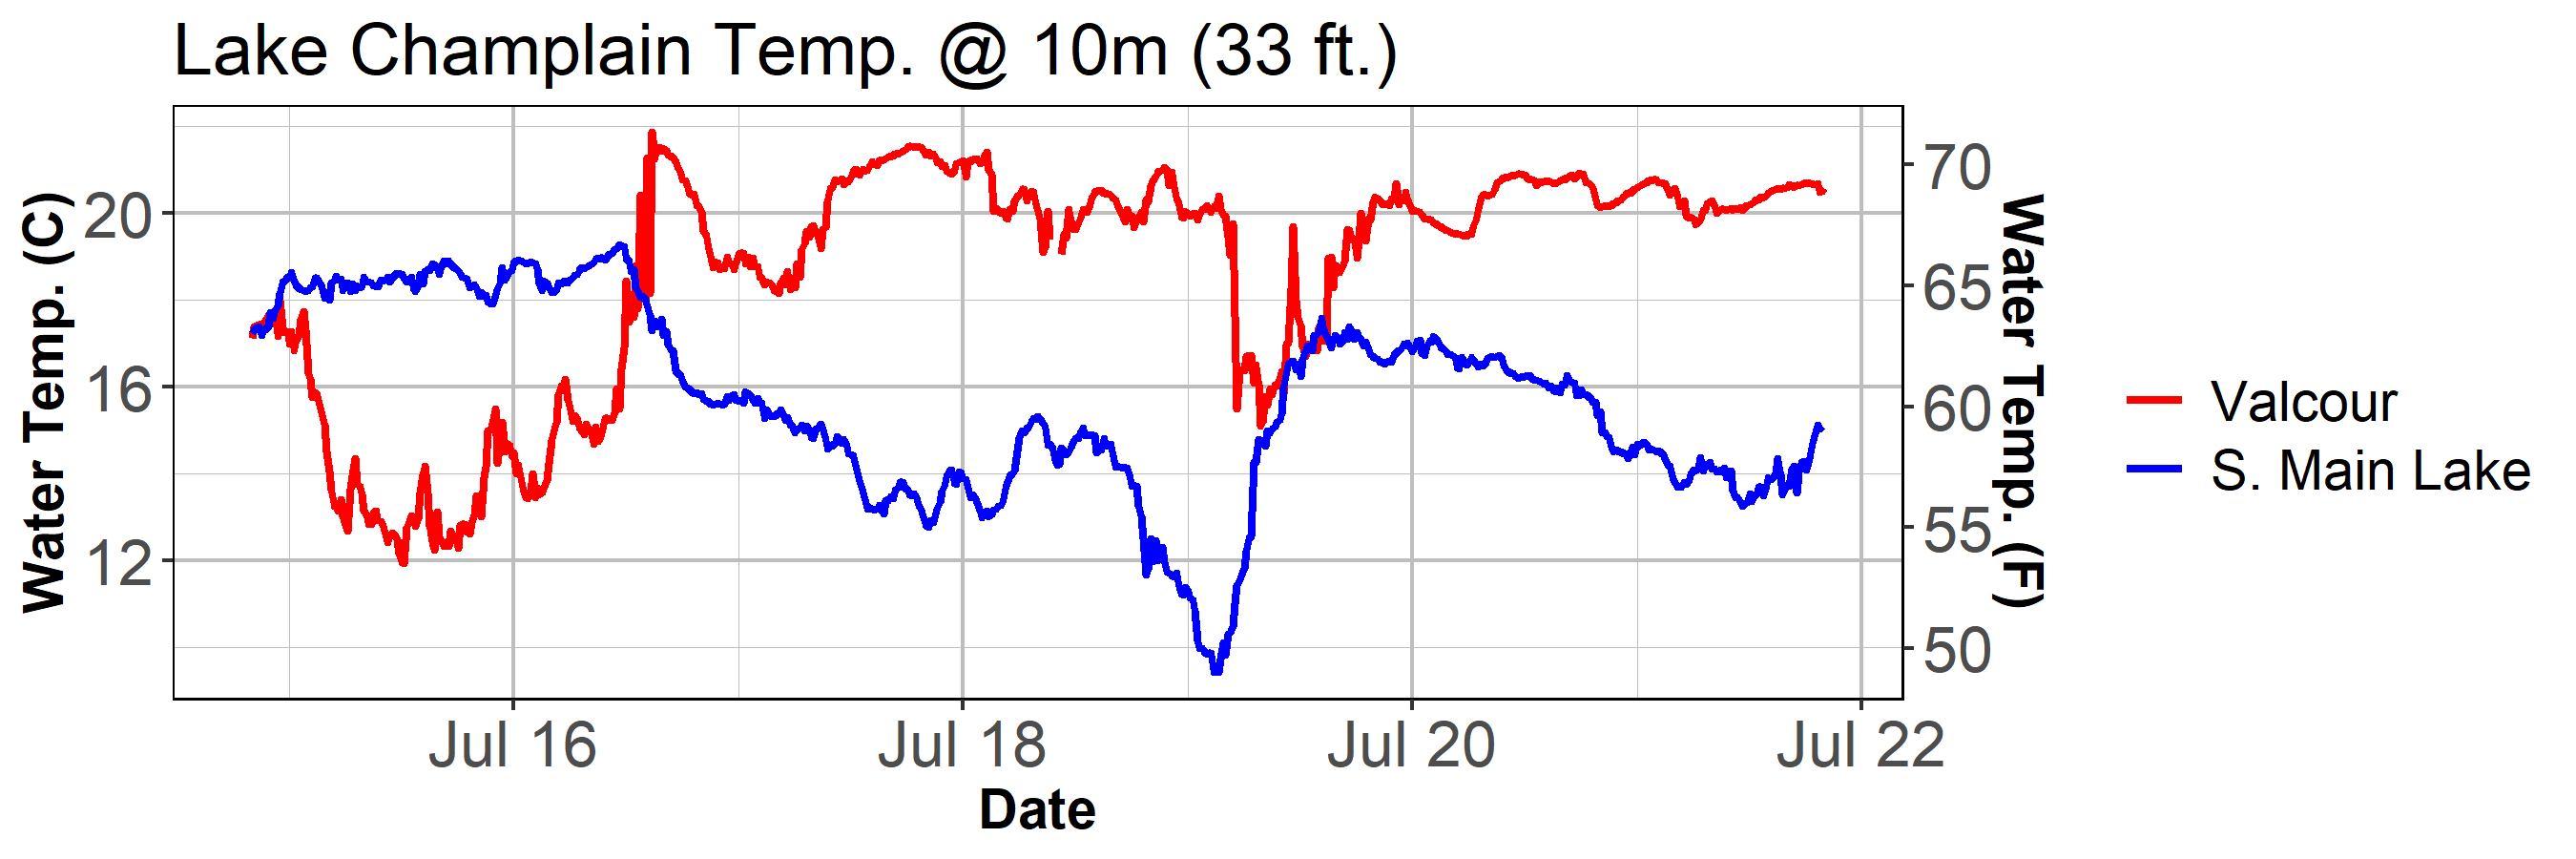 Lake Champlain Temp. @ 10m (33 ft.)
Water Temp. (C)
20
16
12
70
65
60
55
50
Water Temp. (F)
Jul 16
Jul 18
Jul 20
Jul 22
Date
Valcour
S. Main Lake